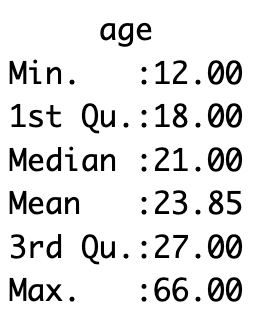 age
Min.   :12.00
1st Qu.:18.00
Median :21.00
Mean   :23.85
3rd Qu.:27.00
Max.   :66.00